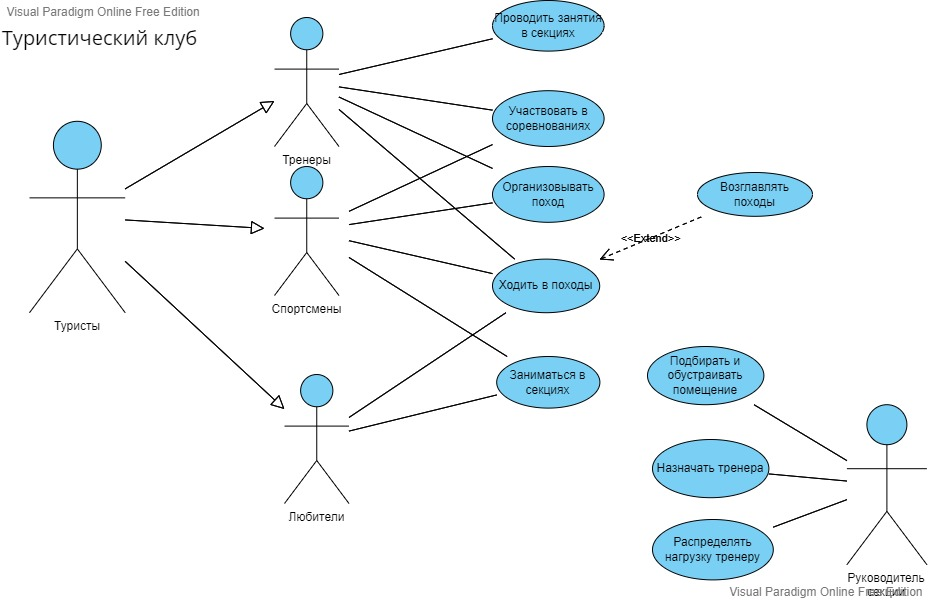 Visual Paradigm Online Free Edition
Туристический клуб
Проводить занятия
в секциях
Тренеры
Участвовать в
соревнованиях
Организовывать
поход
Возглавлять
походы
<<Extend>>
Ходить в походы
Спортсмены
Туристы
Заниматься в
секциях
Подбирать и
обустраивать
помещение
Любители
Назначать тренера
Распределять
нагрузку тренеру
Руководитель
секции
Visual Paradigm Online Free Edition